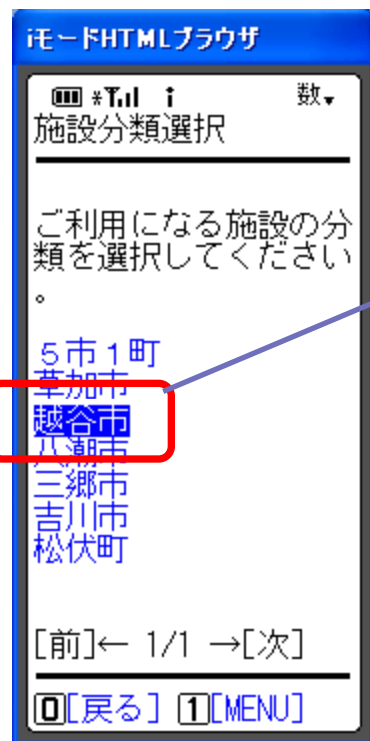 iモードHTMLブラウザ
数▼
施設分類選択
ご利用になる施設の分
類を選択してください
。
5市1町
草加市
越谷市
八潮市
三郷市
吉川市
松伏町
[前]← 1/1 →[次]
0[戻る] 1[MENU]